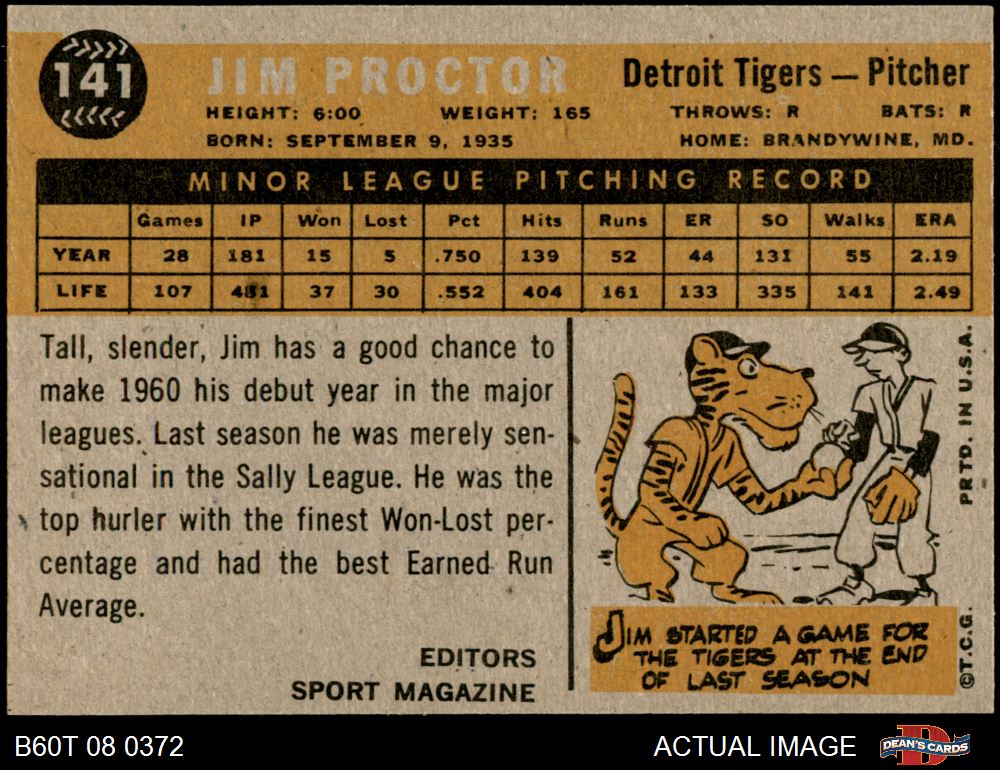 141
JIM PROCTOR
Detroit Tigers — Pitcher
HEIGHT: 6:00 WEIGHT: 165 THROWS: R BATS: R
BORN: SEPTEMBER 9, 1935 HOME: BRANDYWINE, MD.
MINOR LEAGUE PITCHING RECORD
Games IP Won Lost Pct Hits Runs ER SO Walks ERA
YEAR 28 181 15 5 .750 139 52 44 131 55 2.19
LIFE 107 481 37 30 .552 404 161 133 335 141 2.49
Tall, slender, Jim has a good chance to
make 1960 his debut year in the major
leagues. Last season he was merely sen-
sational in the Sally League. He was the
top hurler with the finest Won-Lost per-
centage and had the best Earned Run
Average.
EDITORS
SPORT MAGAZINE
JIM STARTED A GAME FOR
THE TIGERS AT THE END
OF LAST SEASON
©T.C.G. PRTD. IN U.S.A.
B60T 08 0372
ACTUAL IMAGE
DEAN'S CARDS